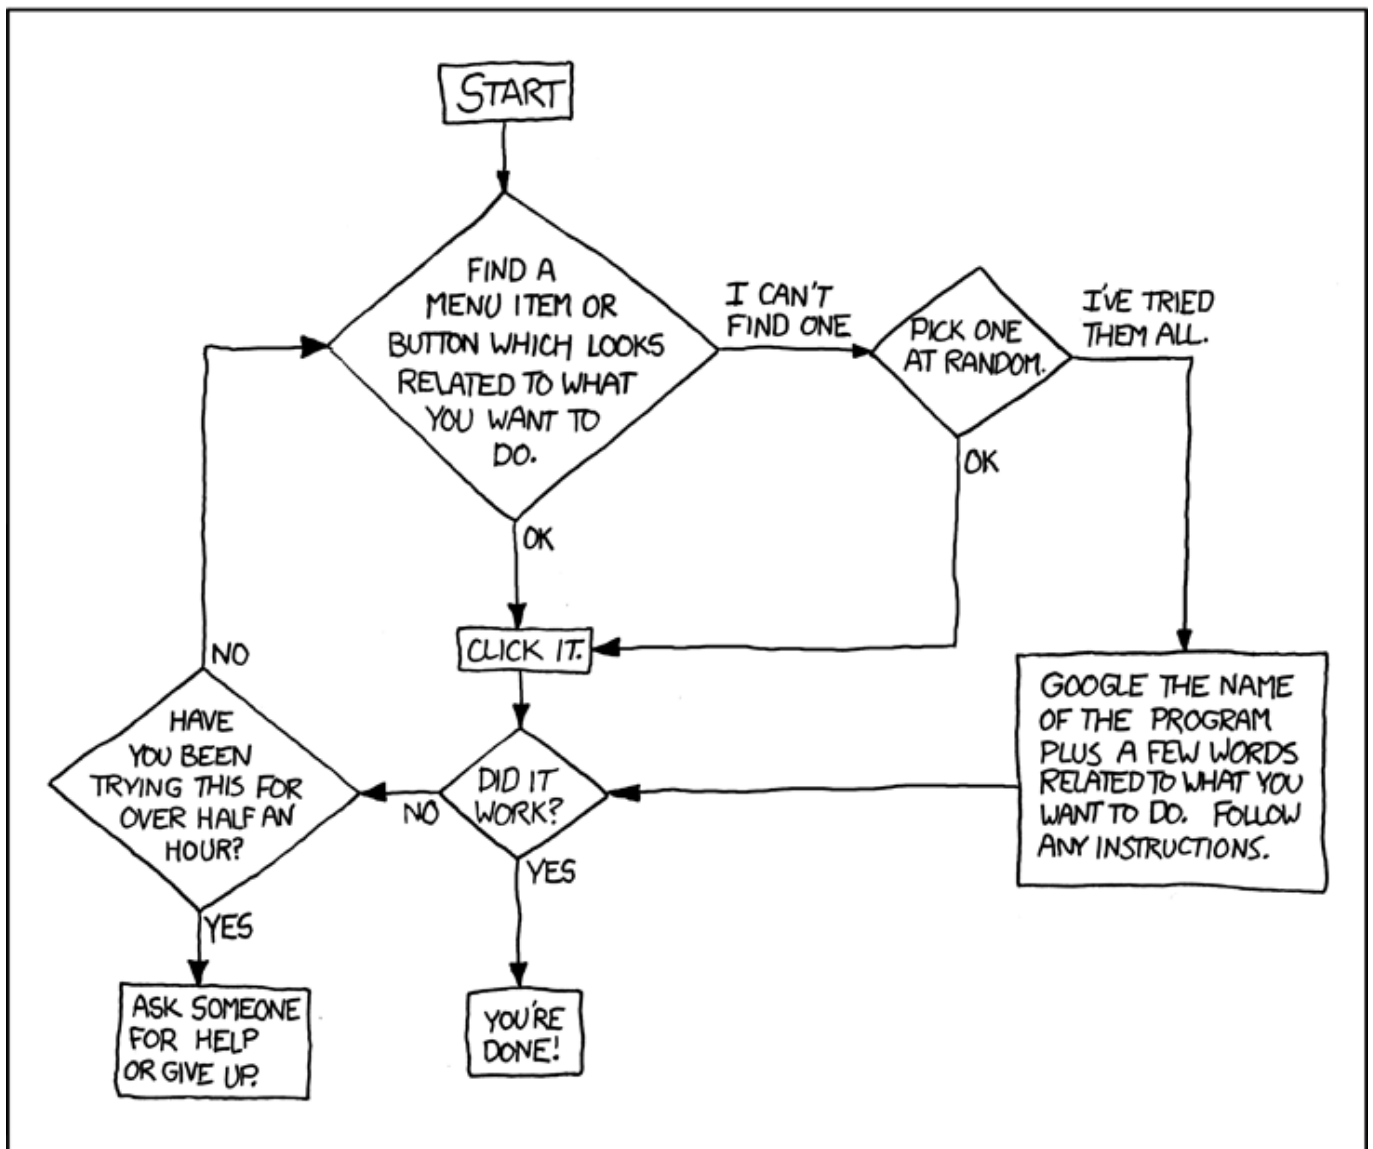 START
FIND A
MENU ITEM OR
BUTTON WHICH LOOKS
RELATED TO WHAT
YOU WANT TO
DO.
I CAN'T
FIND ONE
PICK ONE
AT RANDOM.
I'VE TRIED
THEM ALL.
OK
OK
CLICK IT.
NO
HAVE
YOU BEEN
TRYING THIS FOR
OVER HALF AN
HOUR?
NO
DID IT
WORK?
GOOGLE THE NAME
OF THE PROGRAM
PLUS A FEW WORDS
RELATED TO WHAT YOU
WANT TO DO. FOLLOW
ANY INSTRUCTIONS.
YES
YES
ASK SOMEONE
FOR HELP
OR GIVE UP.
YOU'RE
DONE!